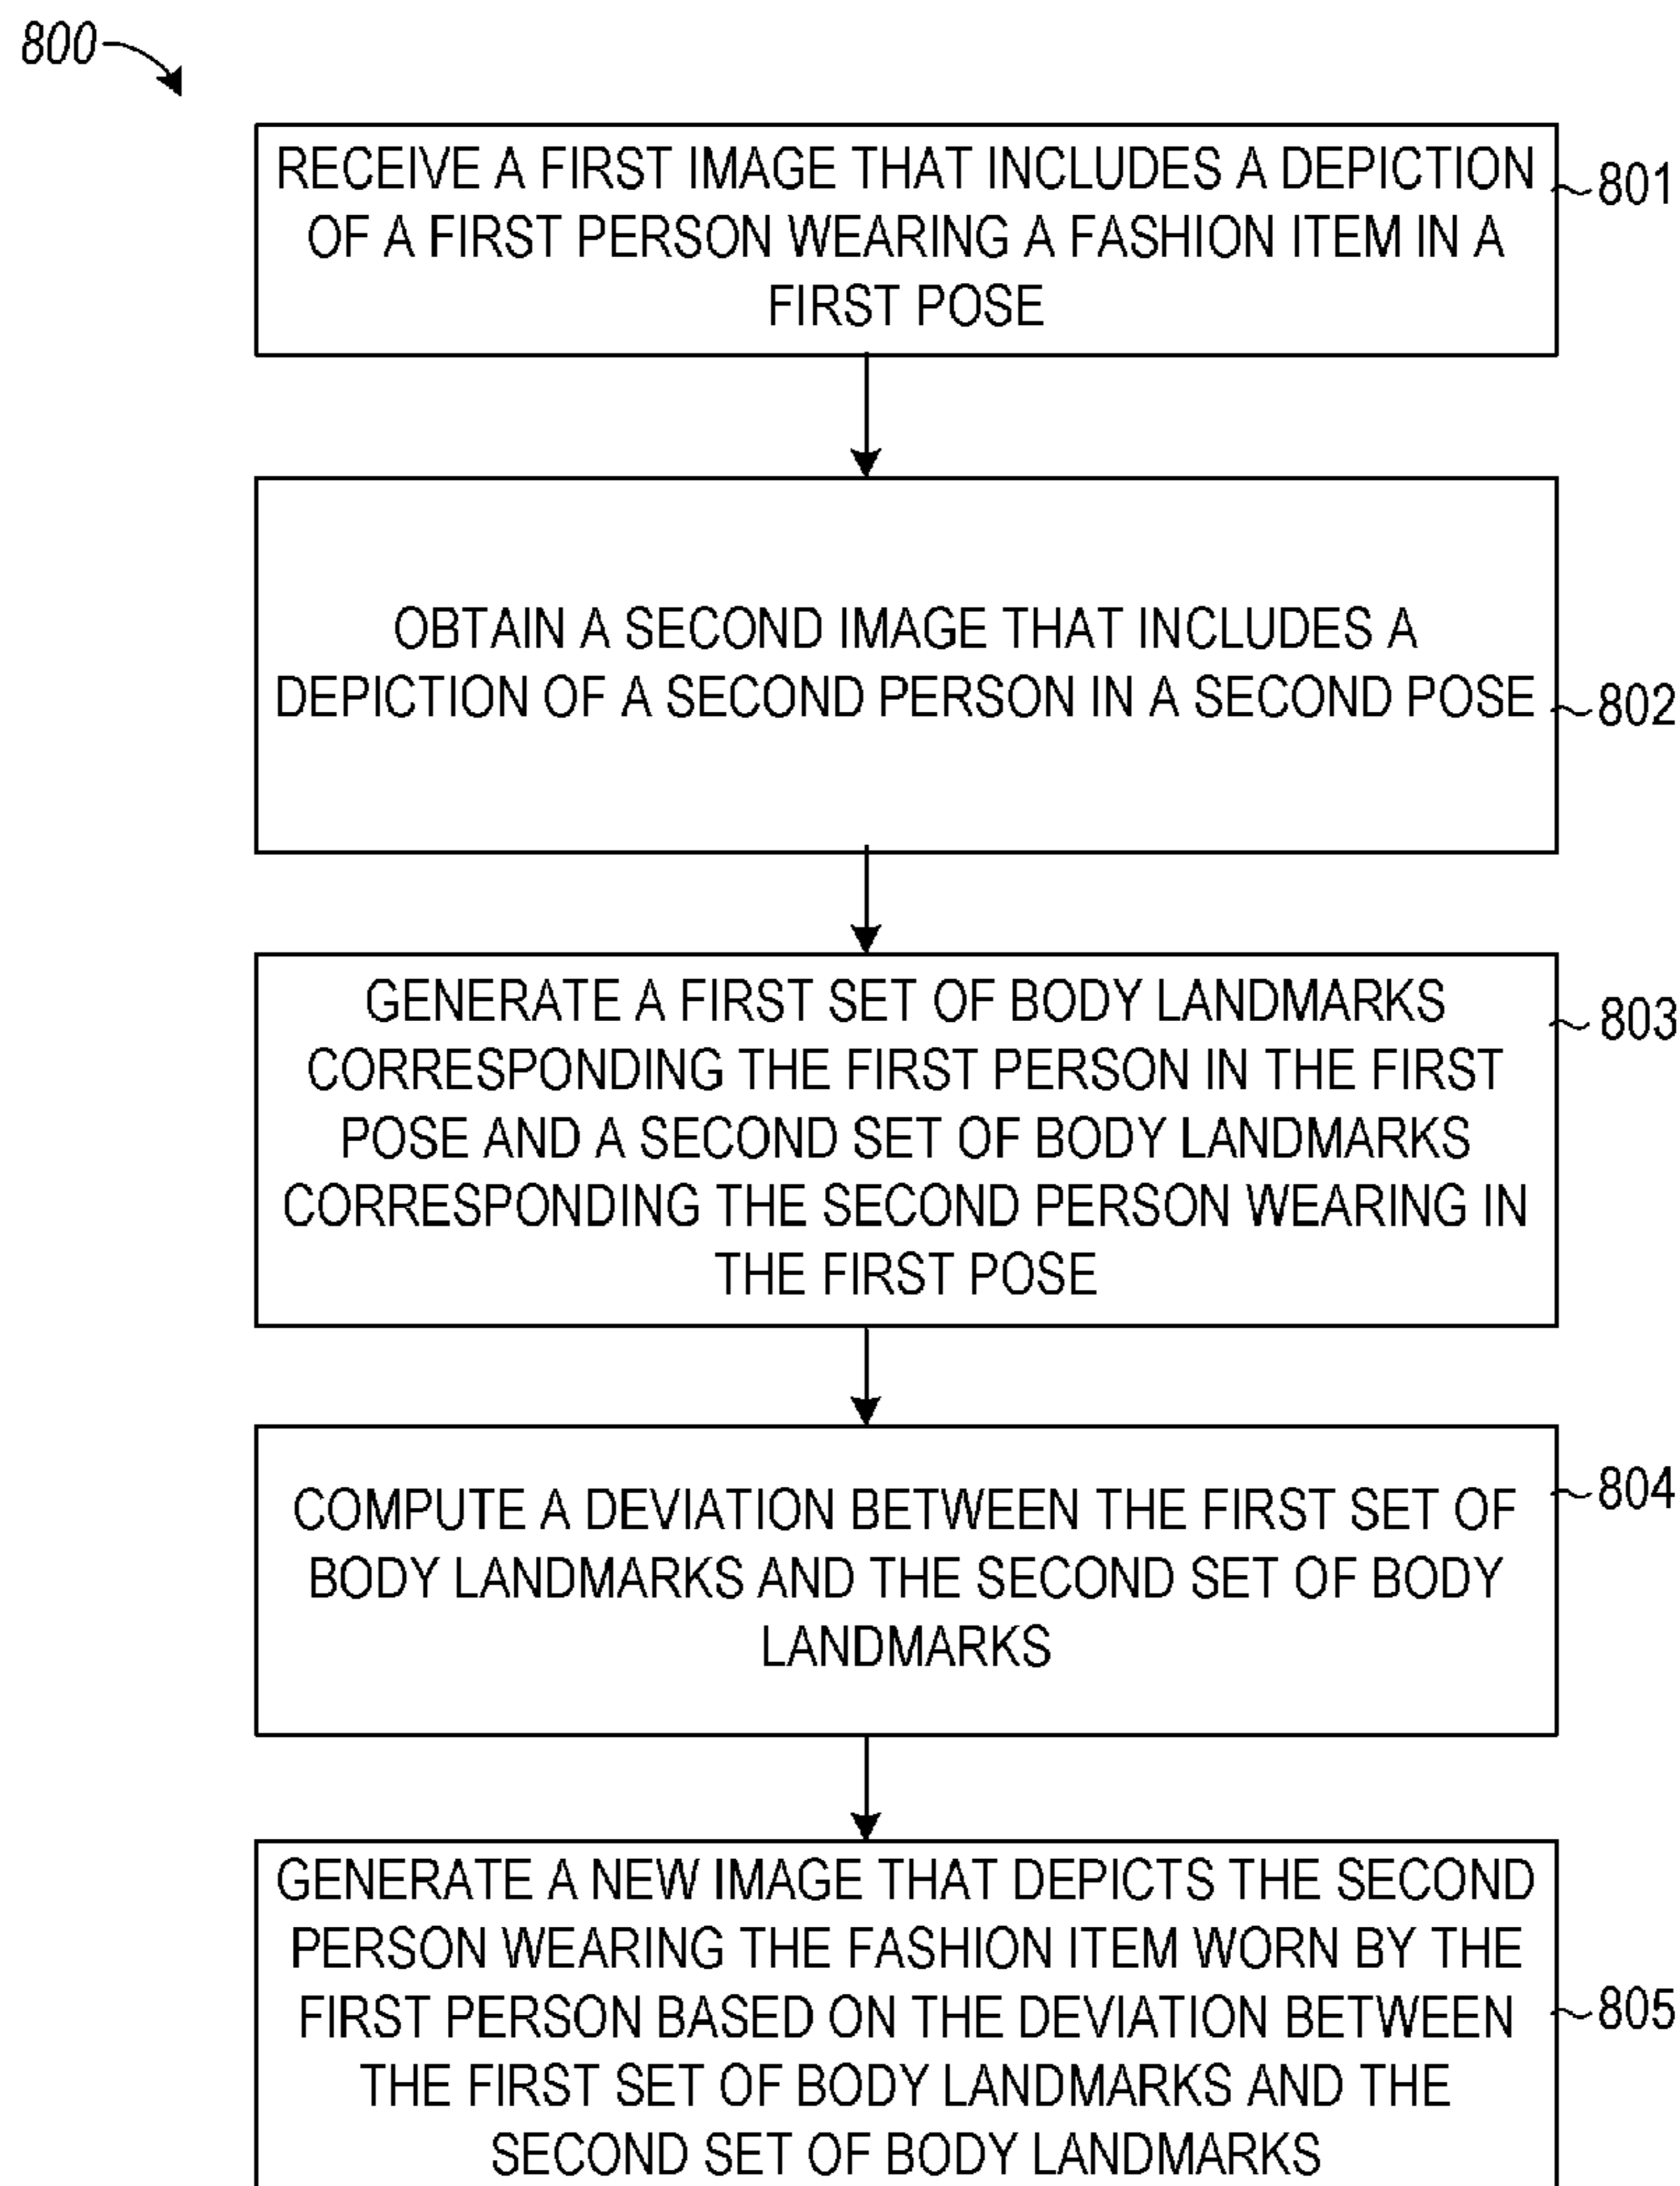 800
RECEIVE A FIRST IMAGE THAT INCLUDES A DEPICTION
OF A FIRST PERSON WEARING A FASHION ITEM IN A
FIRST POSE
801
OBTAIN A SECOND IMAGE THAT INCLUDES A
DEPICTION OF A SECOND PERSON IN A SECOND POSE
802
GENERATE A FIRST SET OF BODY LANDMARKS
CORRESPONDING THE FIRST PERSON IN THE FIRST
POSE AND A SECOND SET OF BODY LANDMARKS
CORRESPONDING THE SECOND PERSON WEARING IN
THE FIRST POSE
803
COMPUTE A DEVIATION BETWEEN THE FIRST SET OF
BODY LANDMARKS AND THE SECOND SET OF BODY
LANDMARKS
804
GENERATE A NEW IMAGE THAT DEPICTS THE SECOND
PERSON WEARING THE FASHION ITEM WORN BY THE
FIRST PERSON BASED ON THE DEVIATION BETWEEN
THE FIRST SET OF BODY LANDMARKS AND THE
SECOND SET OF BODY LANDMARKS
805